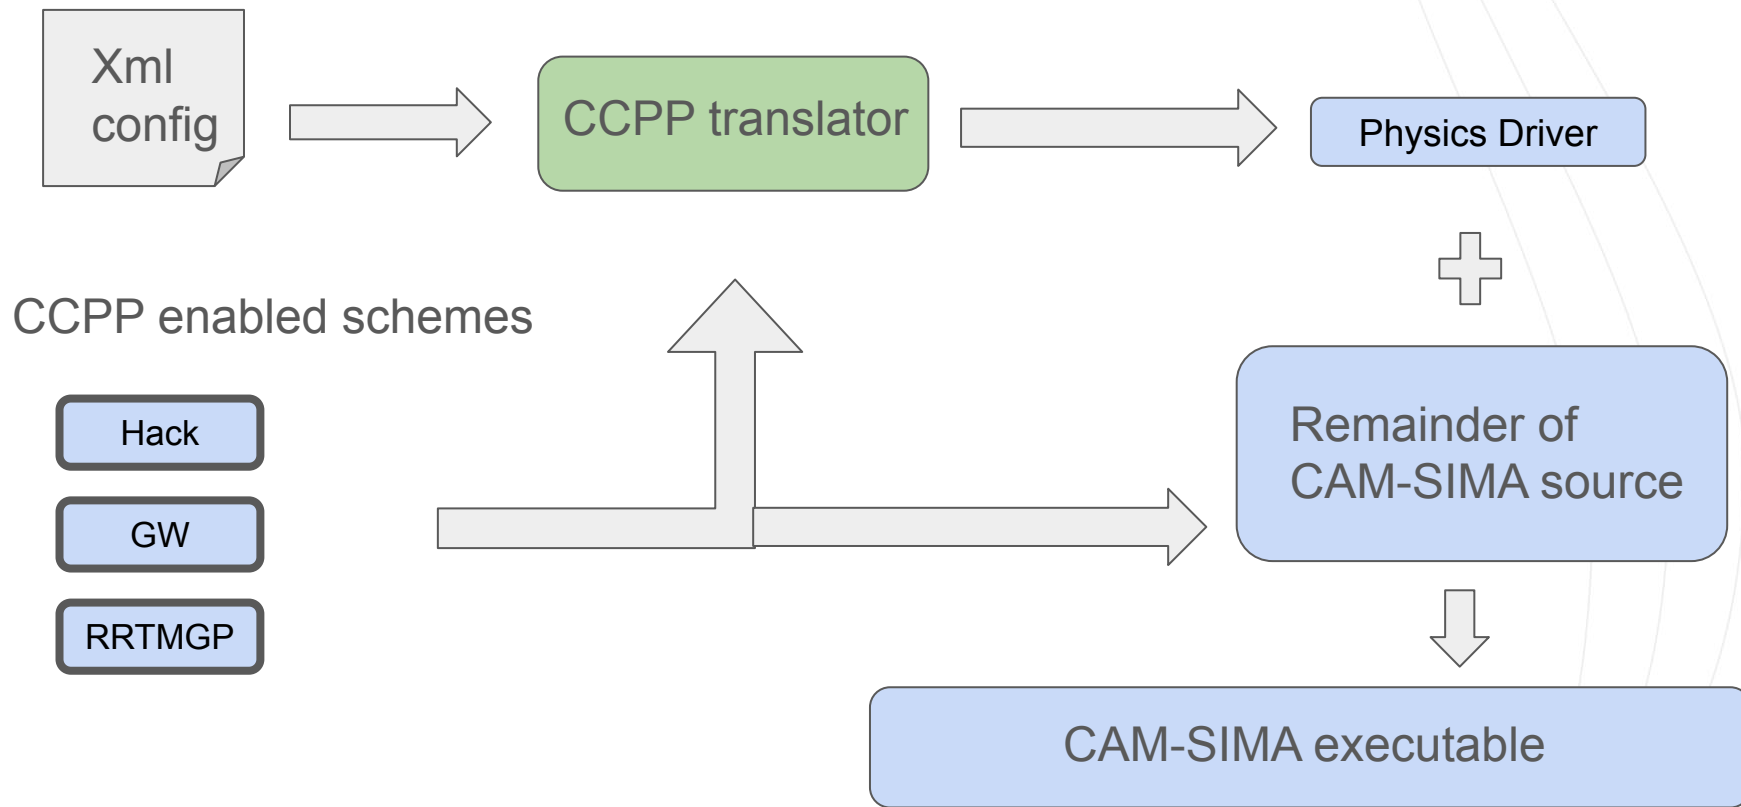 Xml
config
CCPP translator
Physics Driver
CCPP enabled schemes
Hack
GW
RRTMGP
Remainder of
CAM-SIMA source
CAM-SIMA executable